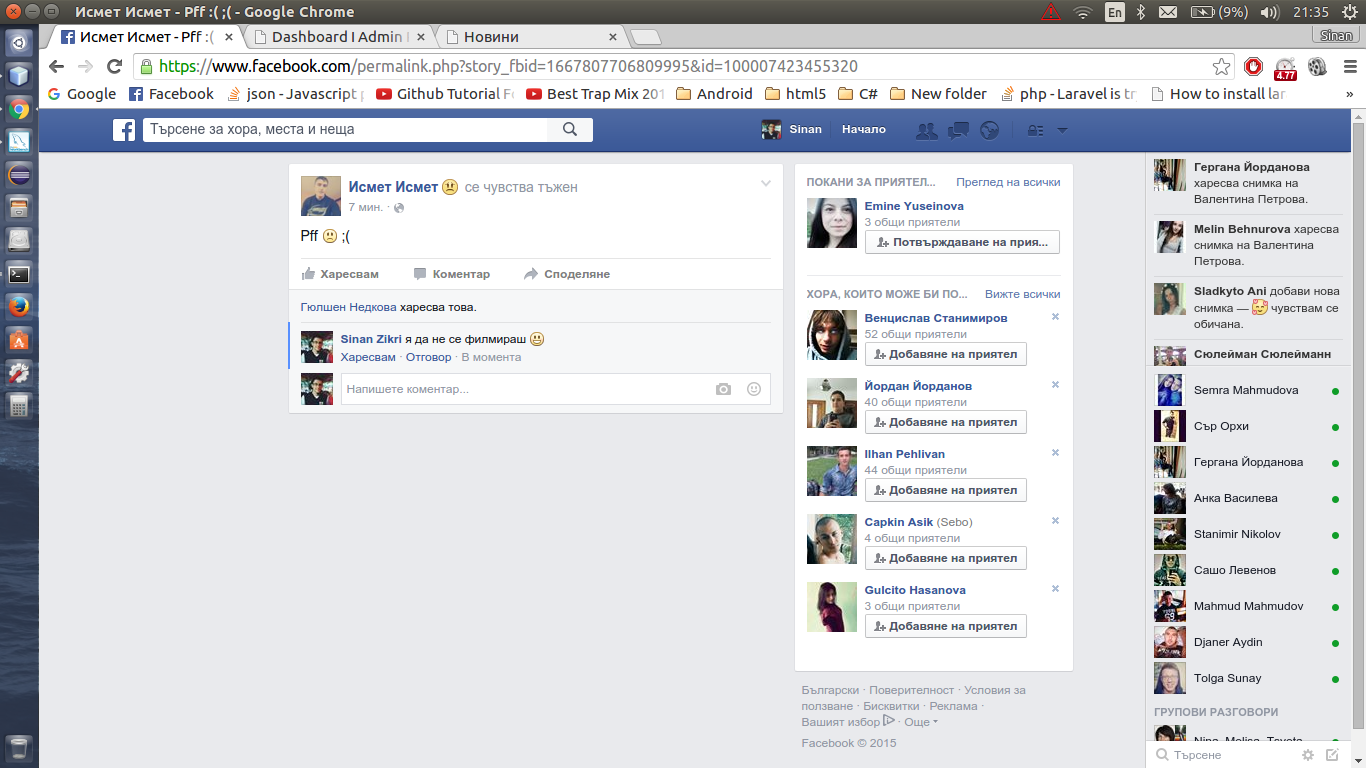 Исмет Исмет - Pff :( ;( - Google Chrome
En
(9%)
21:35
Исмет Исмет - Pff :(
Dashboard I Admin
Новини
Sinan
https://www.facebook.com/permalink.php?story_fbid=1667807706809995&id=100007423455320
4.77
Google
Facebook
json - Javascript
Github Tutorial
Best Trap Mix 201
Android
html5
C#
New folder
php - Laravel is
How to install
»
Търсене за хора, места и неща
Sinan
Начало
Исмет Исмет се чувства тъжен
7 мин. ·
Pff ;(
Харесвам
Коментар
Споделяне
Гюлшен Недкова харесва това.
Sinan Zikri я да не се филмираш
Харесвам · Отговор · В момента
Напишете коментар...
ПОКАНИ ЗА ПРИЯТЕЛ...
Преглед на всички
Emine Yuseinova
3 общи приятели
Потвърждаване на прия...
ХОРА, КОИТО МОЖЕ БИ ПО...
Вижте всички
Венцислав Станимиров
52 общи приятели
Добавяне на приятел
Йордан Йорданов
40 общи приятели
Добавяне на приятел
Ilhan Pehlivan
44 общи приятели
Добавяне на приятел
Capkin Asik (Sebo)
4 общи приятели
Добавяне на приятел
Gulcito Hasanova
3 общи приятели
Добавяне на приятел
Български · Поверителност · Условия за
ползване · Бисквитки · Реклама ·
Вашият избор · Още
Facebook © 2015
Гергана Йорданова
харесва снимка на
Валентина Петрова.
Melin Behnurova харесва
снимка на Валентина
Петрова.
Sladkyto Ani добави нова
снимка — чувствам се
обичана.
Сюлейман Сюлейманн
Semra Mahmudova
Сър Орхи
Гергана Йорданова
Анка Василева
Stanimir Nikolov
Сашо Левенов
Mahmud Mahmudov
Djaner Aydin
Tolga Sunay
ГРУПОВИ РАЗГОВОРИ
Nina, Melisa, Tsveta
Търсене